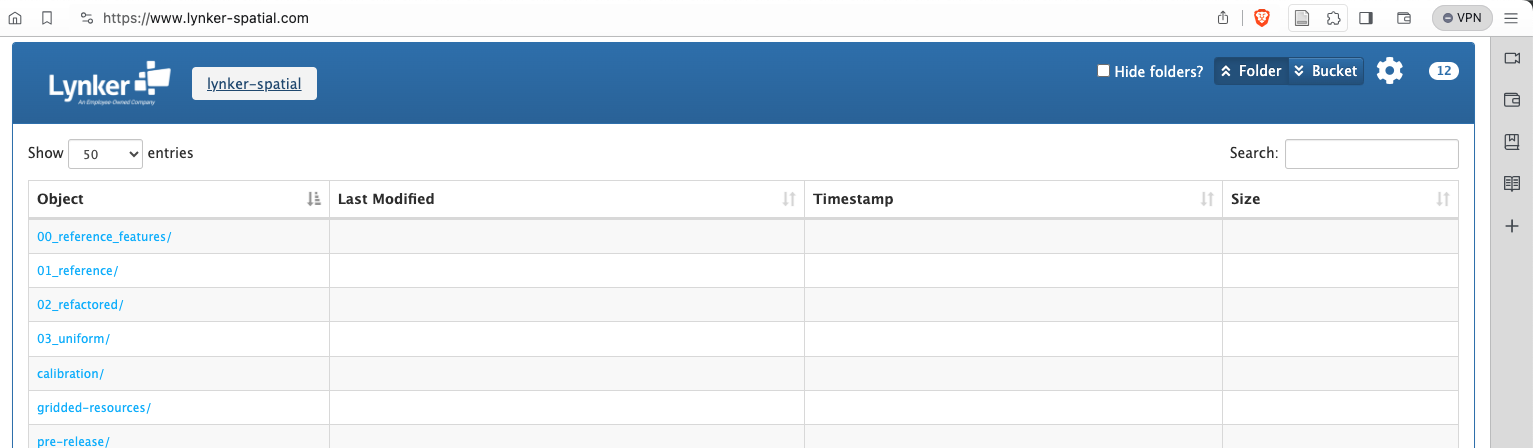 https://www.lynker-spatial.com
VPN
Lynker
An Employee-Owned Company
lynker-spatial
Hide folders?
Folder
Bucket
12
Show 50 entries
Search:
Object Last Modified Timestamp Size
00_reference_features/
01_reference/
02_refactored/
03_uniform/
calibration/
gridded-resources/
pre-release/